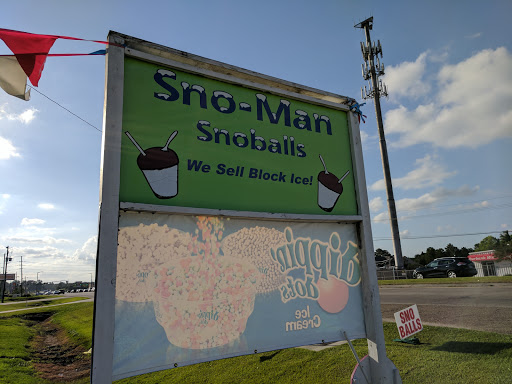 Sno-Man
Snoballs
We Sell Block Ice!
dippin'
dots
Ice
Cream
SNO
BALLS